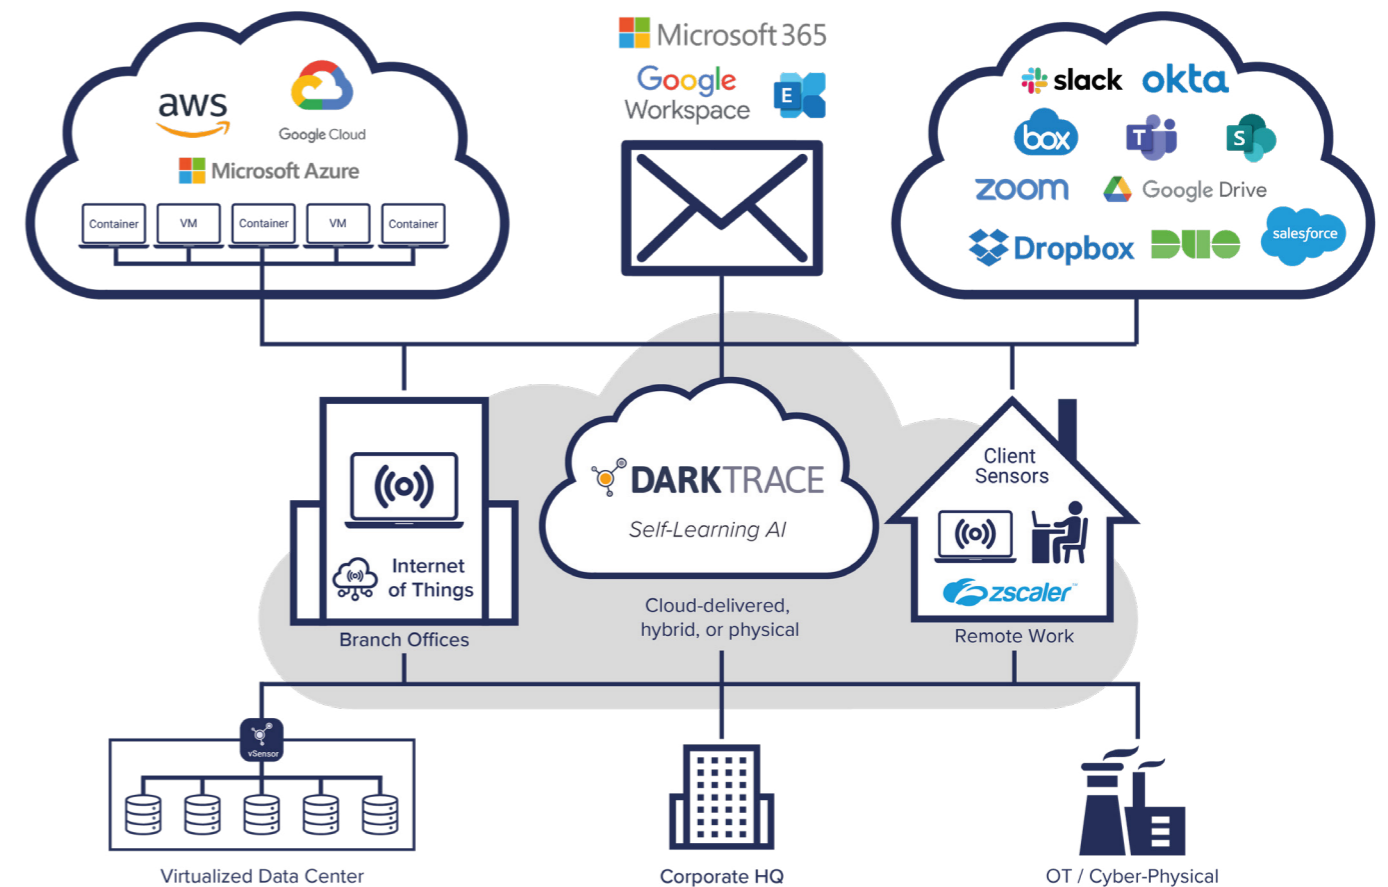 aws
Google Cloud
Microsoft Azure
Container
VM
Container
VM
Container
Microsoft 365
Google
Workspace
E
slack
okta
box
T
S
zoom
Google Drive
Dropbox
DUO
salesforce
DARKTRACE
Self-Learning AI
Cloud-delivered,
hybrid, or physical
Internet
of Things
Branch Offices
Client
Sensors
zscaler™
Remote Work
vSensor
Virtualized Data Center
Corporate HQ
OT / Cyber-Physical